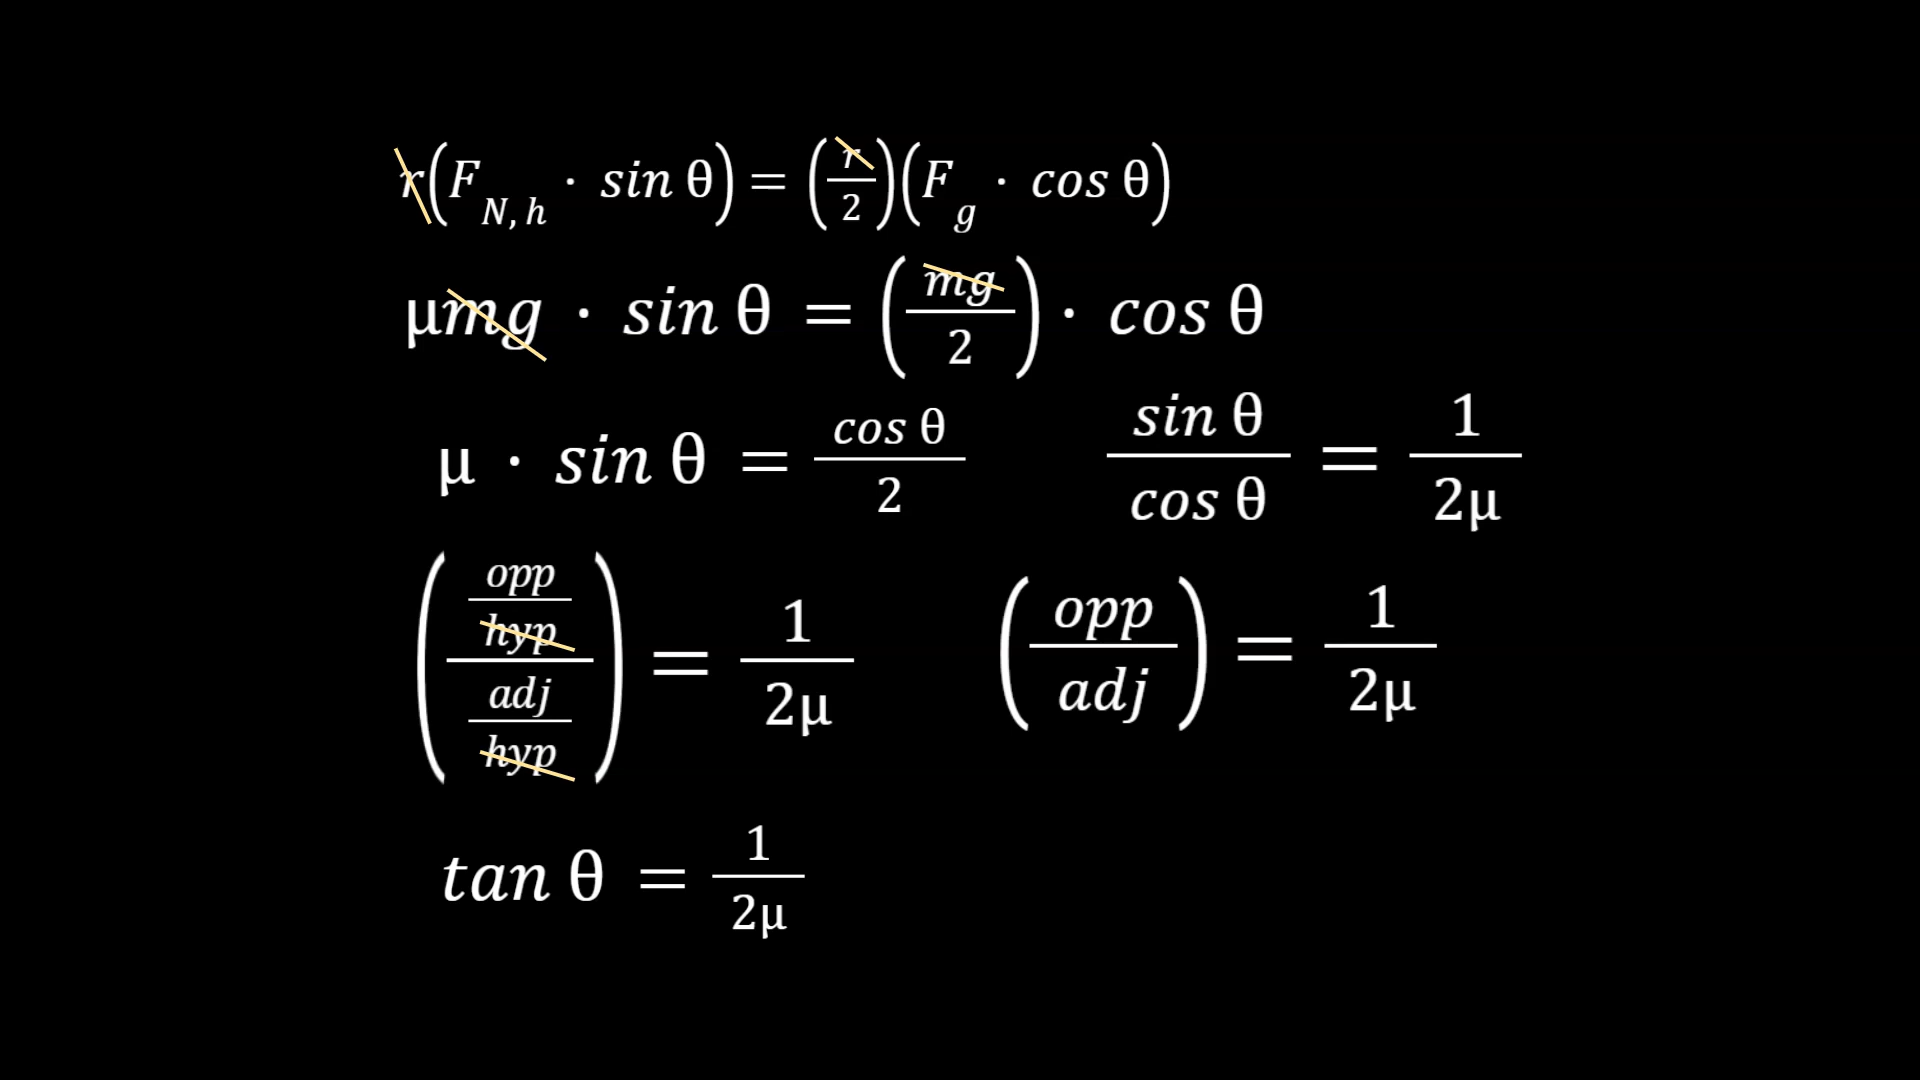 r(F_{N, h} · sin θ) = (r/2)(F_g · cos θ)
μmg · sin θ = (mg/2) · cos θ
μ · sin θ = cos θ/2
sin θ/cos θ = 1/2μ
((opp/hyp)/(adj/hyp)) = 1/2μ
(opp/adj) = 1/2μ
tan θ = 1/2μ